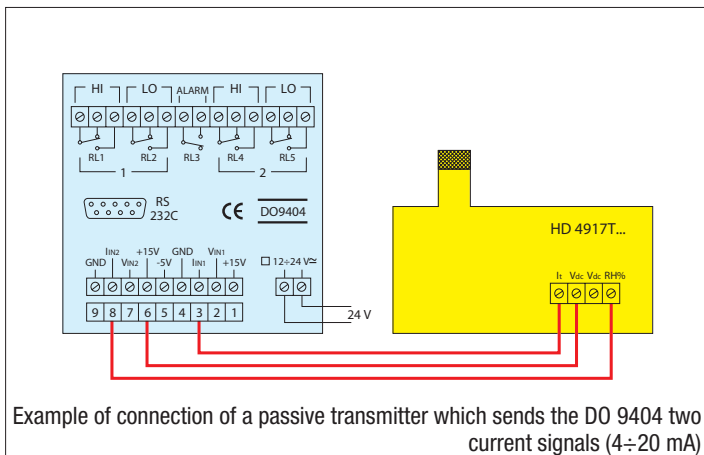 HI LO ALARM HI LO
RL1 RL2 RL3 RL4 RL5
1 2
RS
232C
CE DO9404
HD 4917T...
IIN2 +15V GND VIN1
GND VIN2 -5V IIN1 +15V
12÷24 V≃
It Vdc Vdc RH%
9 8 7 6 5 4 3 2 1
24 V
Example of connection of a passive transmitter which sends the DO 9404 two
current signals (4÷20 mA)